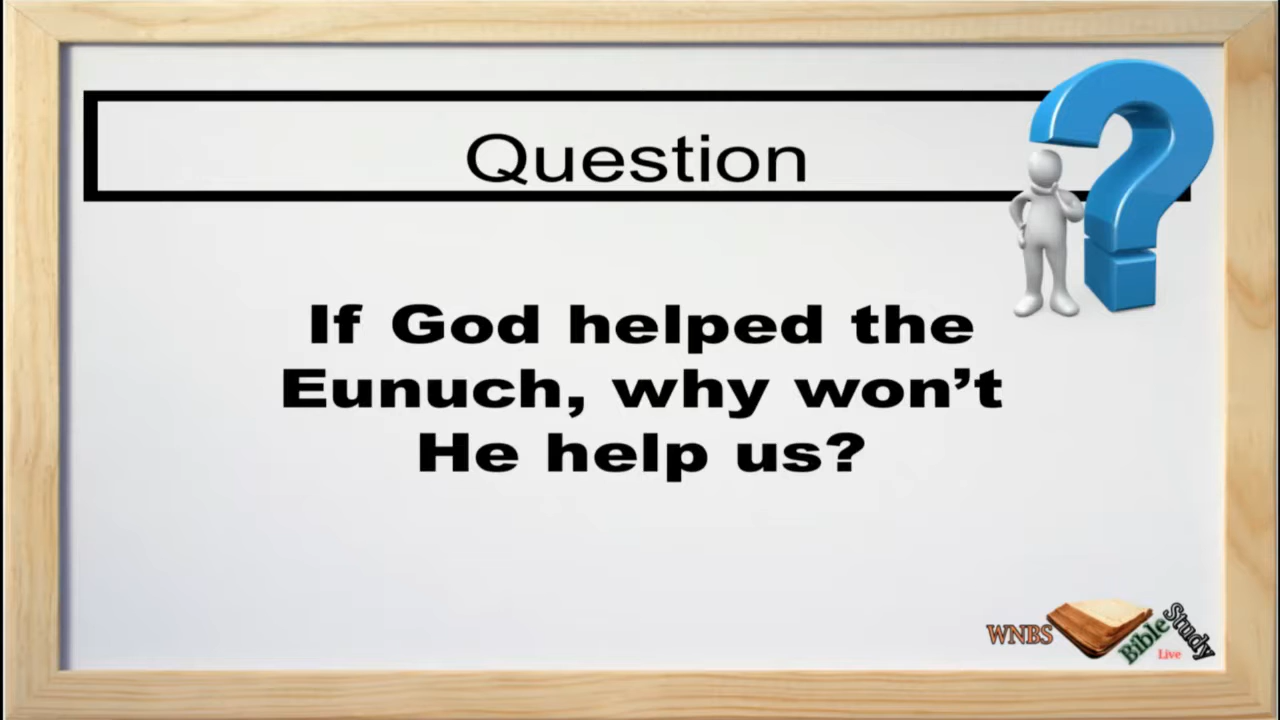 Question
If God helped the
Eunuch, why won’t
He help us?
WNBS
Bible
Study
Live